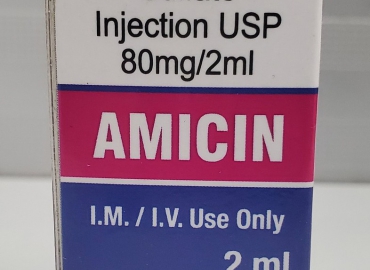 Injection USP
80mg/2ml
AMICIN
I.M. / I.V. Use Only
2 ml